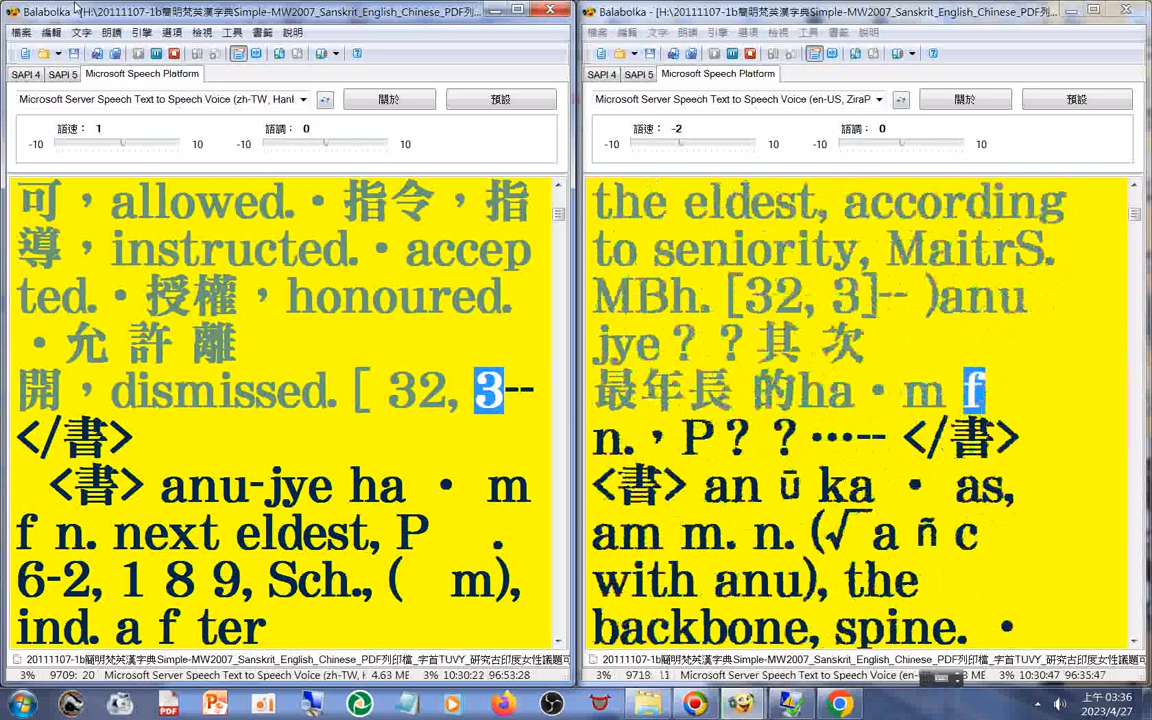 Balabolka - [H:\20111107-1b簡明梵英漢字典Simple-MW2007_Sanskrit_English_Chinese_PDF列...
檔案 編輯 文字 朗讀 引擎 選項 檢視 工具 書籤 說明
SAPI 4 SAPI 5 Microsoft Speech Platform
Microsoft Server Speech Text to Speech Voice (zh-TW, HanI
關於 預設
語速： 1 語調： 0
-10 10 -10 10
可，allowed.•指令，指
導，instructed.•accep
ted.•授權，honoured.
•允 許 離
開，dismissed. [ 32, 3--
</書>
<書> anu-jye ha • m
f n. next eldest, P .
6-2, 1 8 9, Sch., ( m),
ind. a f ter
20111107-1b簡明梵英漢字典Simple-MW2007_Sanskrit_English_Chinese_PDF列印檔_字首TUVY_研究古印度女性議題可
3% 9709: 20 Microsoft Server Speech Text to Speech Voice (zh-TW, H 4.63 ME 3% 10:30:22 96:53:28
Balabolka - [H:\20111107-1b簡明梵英漢字典Simple-MW2007_Sanskrit_English_Chinese_PDF列印...
檔案 編輯 文字 朗讀 引擎 選項 檢視 工具 書籤 說明
SAPI 4 SAPI 5 Microsoft Speech Platform
Microsoft Server Speech Text to Speech Voice (en-US, ZiraP
關於 預設
語速： -2 語調： 0
-10 10 -10 10
the eldest, according
to seniority, MaitrS.
MBh. [32, 3]-- )anu
jye？？其 次
最年長 的ha•m f
n.，P？？…-- </書>
<書> an ū ka • as,
am m. n. (√ a ñ c
with anu), the
backbone, spine. •
20111107-1b簡明梵英漢字典Simple-MW2007_Sanskrit_English_Chinese_PDF列印檔_字首TUVY_研究古印度女性議題可
3% 9718 11 Microsoft Server Speech Text to Speech Voice (en-US, 3% 10:30:47 96:35:47
上午 03:36
2023/4/27